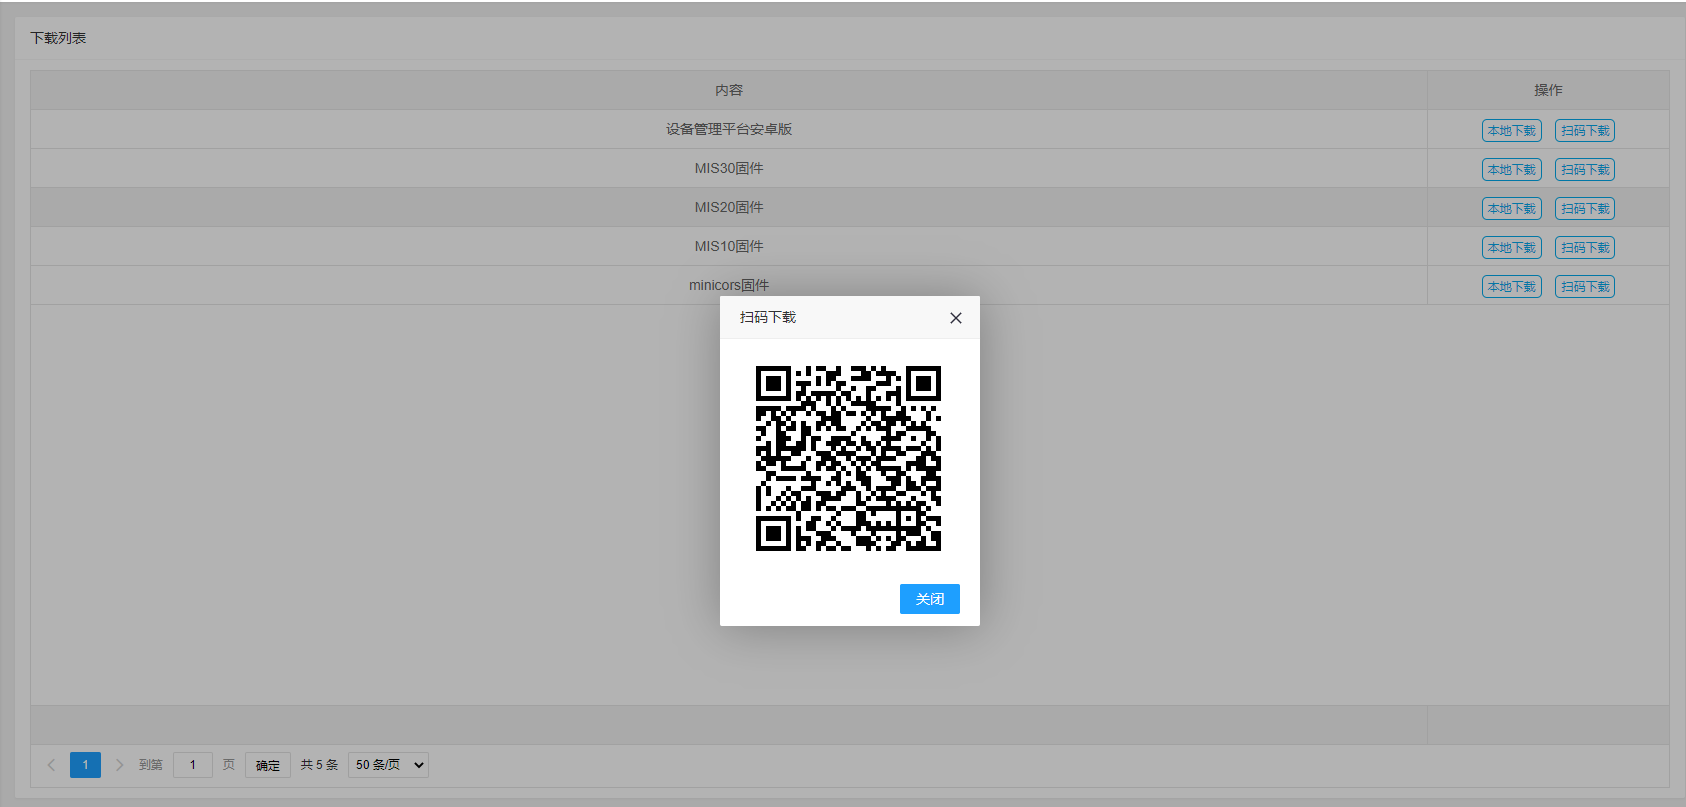 下载列表
内容 操作
设备管理平台安卓版 本地下载 扫码下载
MIS30固件 本地下载 扫码下载
MIS20固件 本地下载 扫码下载
MIS10固件 本地下载 扫码下载
minicors固件 本地下载 扫码下载
扫码下载
关闭
1 到第 1 页 确定 共 5 条 50 条/页